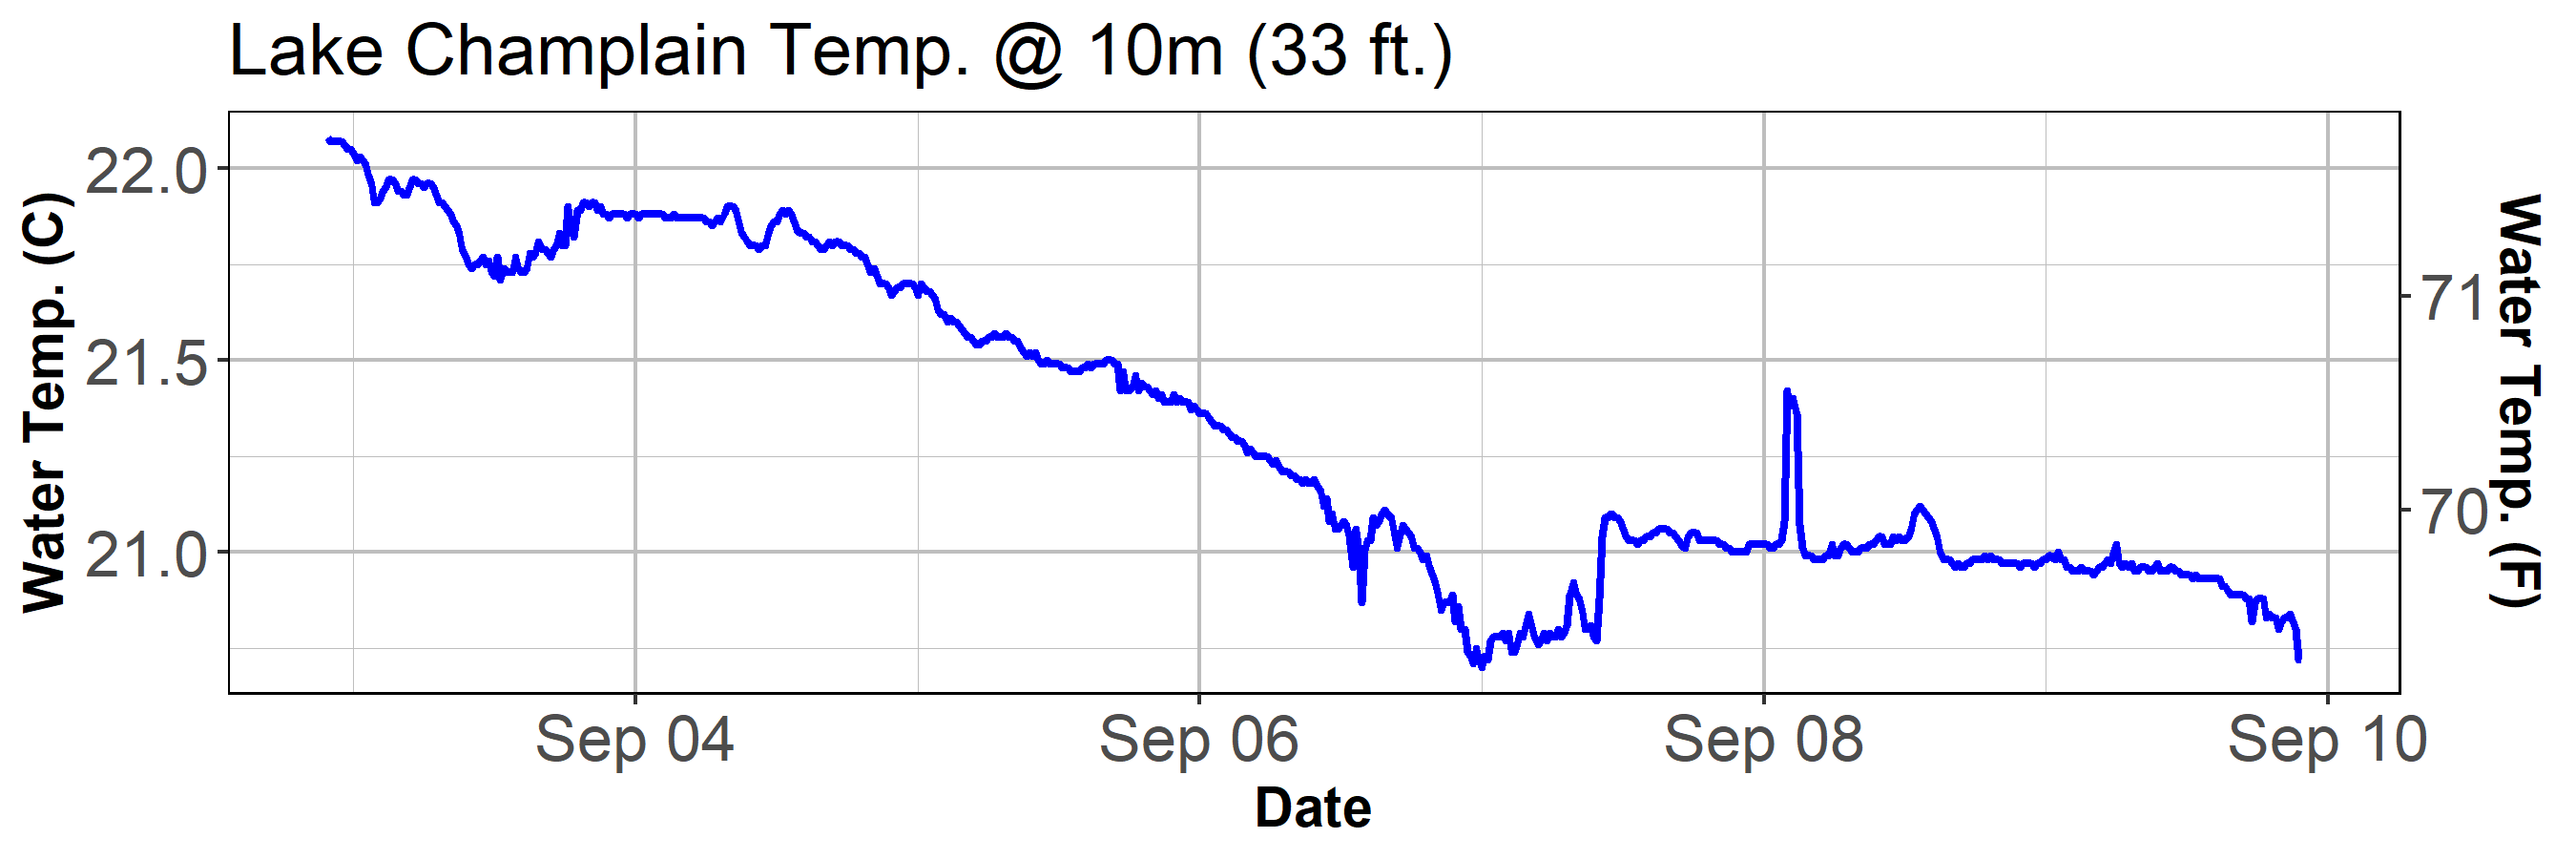 Lake Champlain Temp. @ 10m (33 ft.)
Water Temp. (C)
22.0
21.5
21.0
71
70
Water Temp. (F)
Sep 04 Sep 06 Sep 08 Sep 10
Date